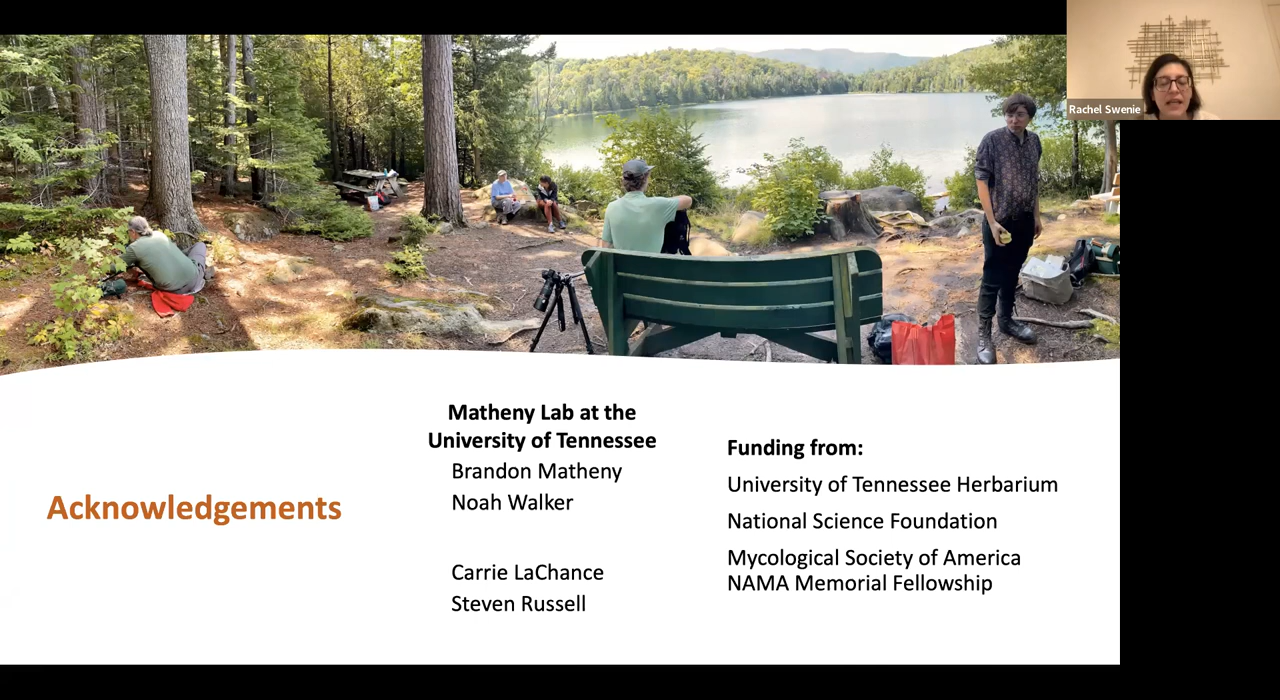 Rachel Swenie
Acknowledgements
Matheny Lab at the
University of Tennessee
Brandon Matheny
Noah Walker
Carrie LaChance
Steven Russell
Funding from:
University of Tennessee Herbarium
National Science Foundation
Mycological Society of America
NAMA Memorial Fellowship